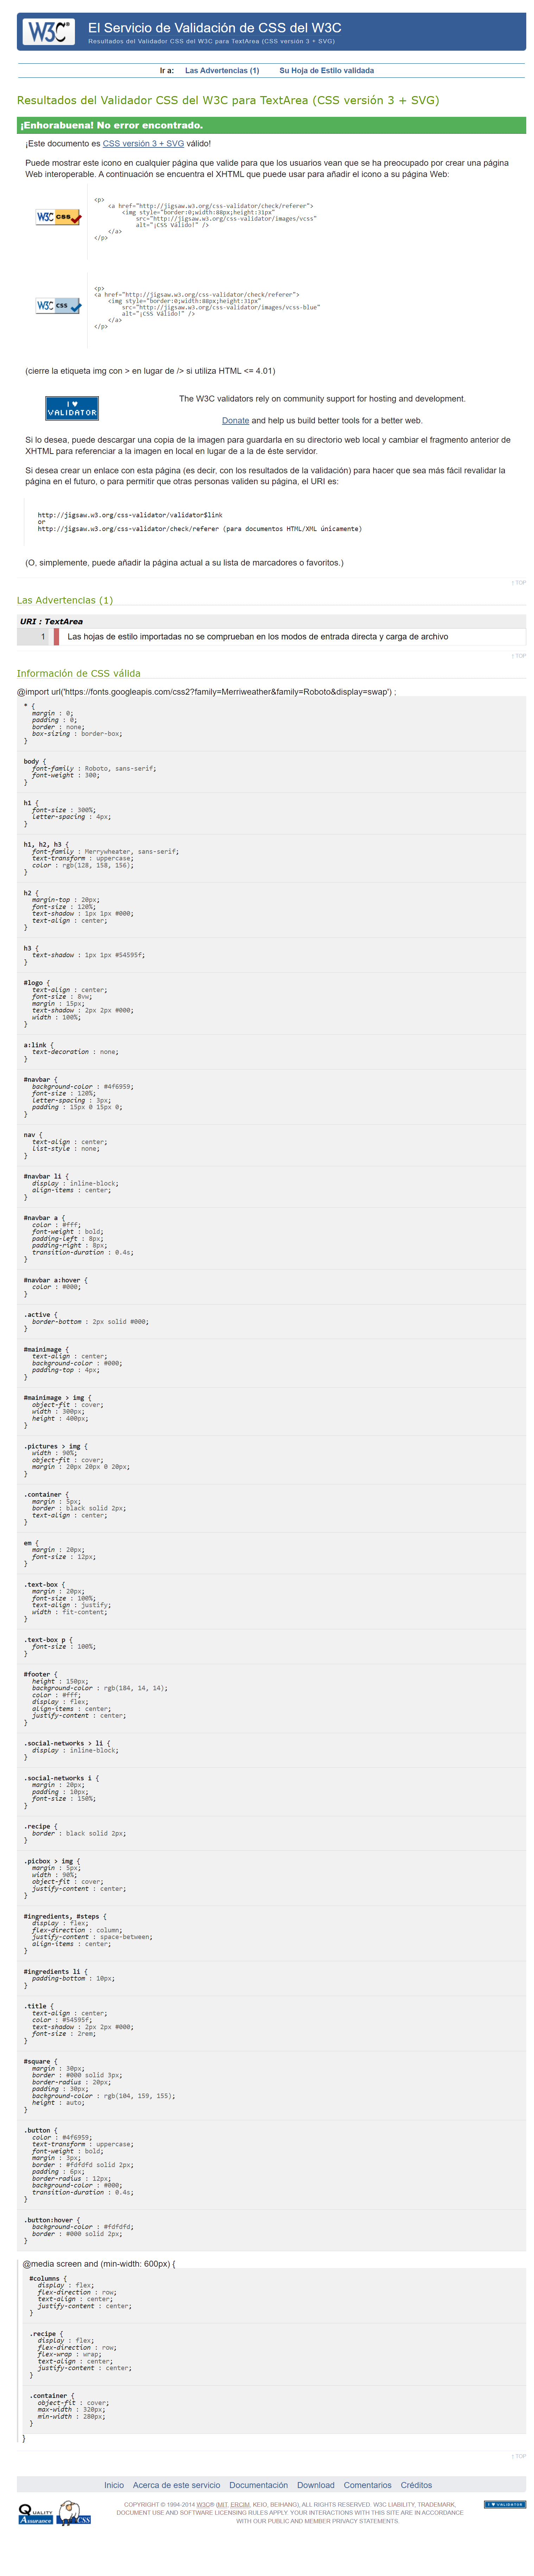 W3C® El Servicio de Validación de CSS del W3C
Resultados del Validador CSS del W3C para TextArea (CSS versión 3 + SVG)
Ir a: Las Advertencias (1) Su Hoja de Estilo validada
Resultados del Validador CSS del W3C para TextArea (CSS versión 3 + SVG)
¡Enhorabuena! No error encontrado.
¡Este documento es CSS versión 3 + SVG válido!
Puede mostrar este icono en cualquier página que valide para que los usuarios vean que se ha preocupado por crear una página
Web interoperable. A continuación se encuentra el XHTML que puede usar para añadir el icono a su página Web:
W3C css
<p>
<a href="http://jigsaw.w3.org/css-validator/check/referer">
<img style="border:0;width:88px;height:31px"
src="http://jigsaw.w3.org/css-validator/images/vcss"
alt="¡CSS Válido!" />
</a>
</p>
W3C css
<p>
<a href="http://jigsaw.w3.org/css-validator/check/referer">
<img style="border:0;width:88px;height:31px"
src="http://jigsaw.w3.org/css-validator/images/vcss-blue"
alt="¡CSS Válido!" />
</a>
</p>
(cierre la etiqueta img con > en lugar de /> si utiliza HTML <= 4.01)
I ♥
VALIDATOR
The W3C validators rely on community support for hosting and development.
Donate and help us build better tools for a better web.
Si lo desea, puede descargar una copia de la imagen para guardarla en su directorio web local y cambiar el fragmento anterior de
XHTML para referenciar a la imagen en local en lugar de a la de éste servidor.
Si desea crear un enlace con esta página (es decir, con los resultados de la validación) para hacer que sea más fácil revalidar la
página en el futuro, o para permitir que otras personas validen su página, el URI es:
http://jigsaw.w3.org/css-validator/validator$link
or
http://jigsaw.w3.org/css-validator/check/referer (para documentos HTML/XML únicamente)
(O, simplemente, puede añadir la página actual a su lista de marcadores o favoritos.)
↑ TOP
Las Advertencias (1)
URI : TextArea
1 Las hojas de estilo importadas no se comprueban en los modos de entrada directa y carga de archivo
↑ TOP
Información de CSS válida
@import url('https://fonts.googleapis.com/css2?family=Merriweather&family=Roboto&display=swap') ;
* {
margin : 0;
padding : 0;
border : none;
box-sizing : border-box;
}
body {
font-family : Roboto, sans-serif;
font-weight : 300;
}
h1 {
font-size : 300%;
letter-spacing : 4px;
}
h1, h2, h3 {
font-family : Merrywheater, sans-serif;
text-transform : uppercase;
color : rgb(128, 158, 156);
}
h2 {
margin-top : 20px;
font-size : 120%;
text-shadow : 1px 1px #000;
text-align : center;
}
h3 {
text-shadow : 1px 1px #54595f;
}
#logo {
text-align : center;
font-size : 8vw;
margin : 15px;
text-shadow : 2px 2px #000;
width : 100%;
}
a:link {
text-decoration : none;
}
#navbar {
background-color : #4f6959;
font-size : 120%;
letter-spacing : 3px;
padding : 15px 0 15px 0;
}
nav {
text-align : center;
list-style : none;
}
#navbar li {
display : inline-block;
align-items : center;
}
#navbar a {
color : #fff;
font-weight : bold;
padding-left : 8px;
padding-right : 8px;
transition-duration : 0.4s;
}
#navbar a:hover {
color : #000;
}
.active {
border-bottom : 2px solid #000;
}
#mainimage {
text-align : center;
background-color : #000;
padding-top : 4px;
}
#mainimage > img {
object-fit : cover;
width : 300px;
height : 400px;
}
.pictures > img {
width : 90%;
object-fit : cover;
margin : 20px 20px 0 20px;
}
.container {
margin : 5px;
border : black solid 2px;
text-align : center;
}
em {
margin : 20px;
font-size : 12px;
}
.text-box {
margin : 20px;
font-size : 100%;
text-align : justify;
width : fit-content;
}
.text-box p {
font-size : 100%;
}
#footer {
height : 150px;
background-color : rgb(184, 14, 14);
color : #fff;
display : flex;
align-items : center;
justify-content : center;
}
.social-networks > li {
display : inline-block;
}
.social-networks i {
margin : 20px;
padding : 10px;
font-size : 150%;
}
.recipe {
border : black solid 2px;
}
.picbox > img {
margin : 5px;
width : 90%;
object-fit : cover;
justify-content : center;
}
#ingredients, #steps {
display : flex;
flex-direction : column;
justify-content : space-between;
align-items : center;
}
#ingredients li {
padding-bottom : 10px;
}
.title {
text-align : center;
color : #54595f;
text-shadow : 2px 2px #000;
font-size : 2rem;
}
#square {
margin : 30px;
border : #000 solid 3px;
border-radius : 20px;
padding : 30px;
background-color : rgb(104, 159, 155);
height : auto;
}
.button {
color : #4f6959;
text-transform : uppercase;
font-weight : bold;
margin : 3px;
border : #fdfdfd solid 2px;
padding : 6px;
border-radius : 12px;
background-color : #000;
transition-duration : 0.4s;
}
.button:hover {
background-color : #fdfdfd;
border : #000 solid 2px;
}
@media screen and (min-width: 600px) {
#columns {
display : flex;
flex-direction : row;
text-align : center;
justify-content : center;
}
.recipe {
display : flex;
flex-direction : row;
flex-wrap : wrap;
text-align : center;
justify-content : center;
}
.container {
object-fit : cover;
max-width : 320px;
min-width : 280px;
}
}
↑ TOP
Inicio Acerca de este servicio Documentación Download Comentarios Créditos
QUALITY
Assurance CSS
COPYRIGHT © 1994-2014 W3C® (MIT, ERCIM, KEIO, BEIHANG), ALL RIGHTS RESERVED. W3C LIABILITY, TRADEMARK,
DOCUMENT USE AND SOFTWARE LICENSING RULES APPLY. YOUR INTERACTIONS WITH THIS SITE ARE IN ACCORDANCE
WITH OUR PUBLIC AND MEMBER PRIVACY STATEMENTS.
I ♥ VALIDATOR